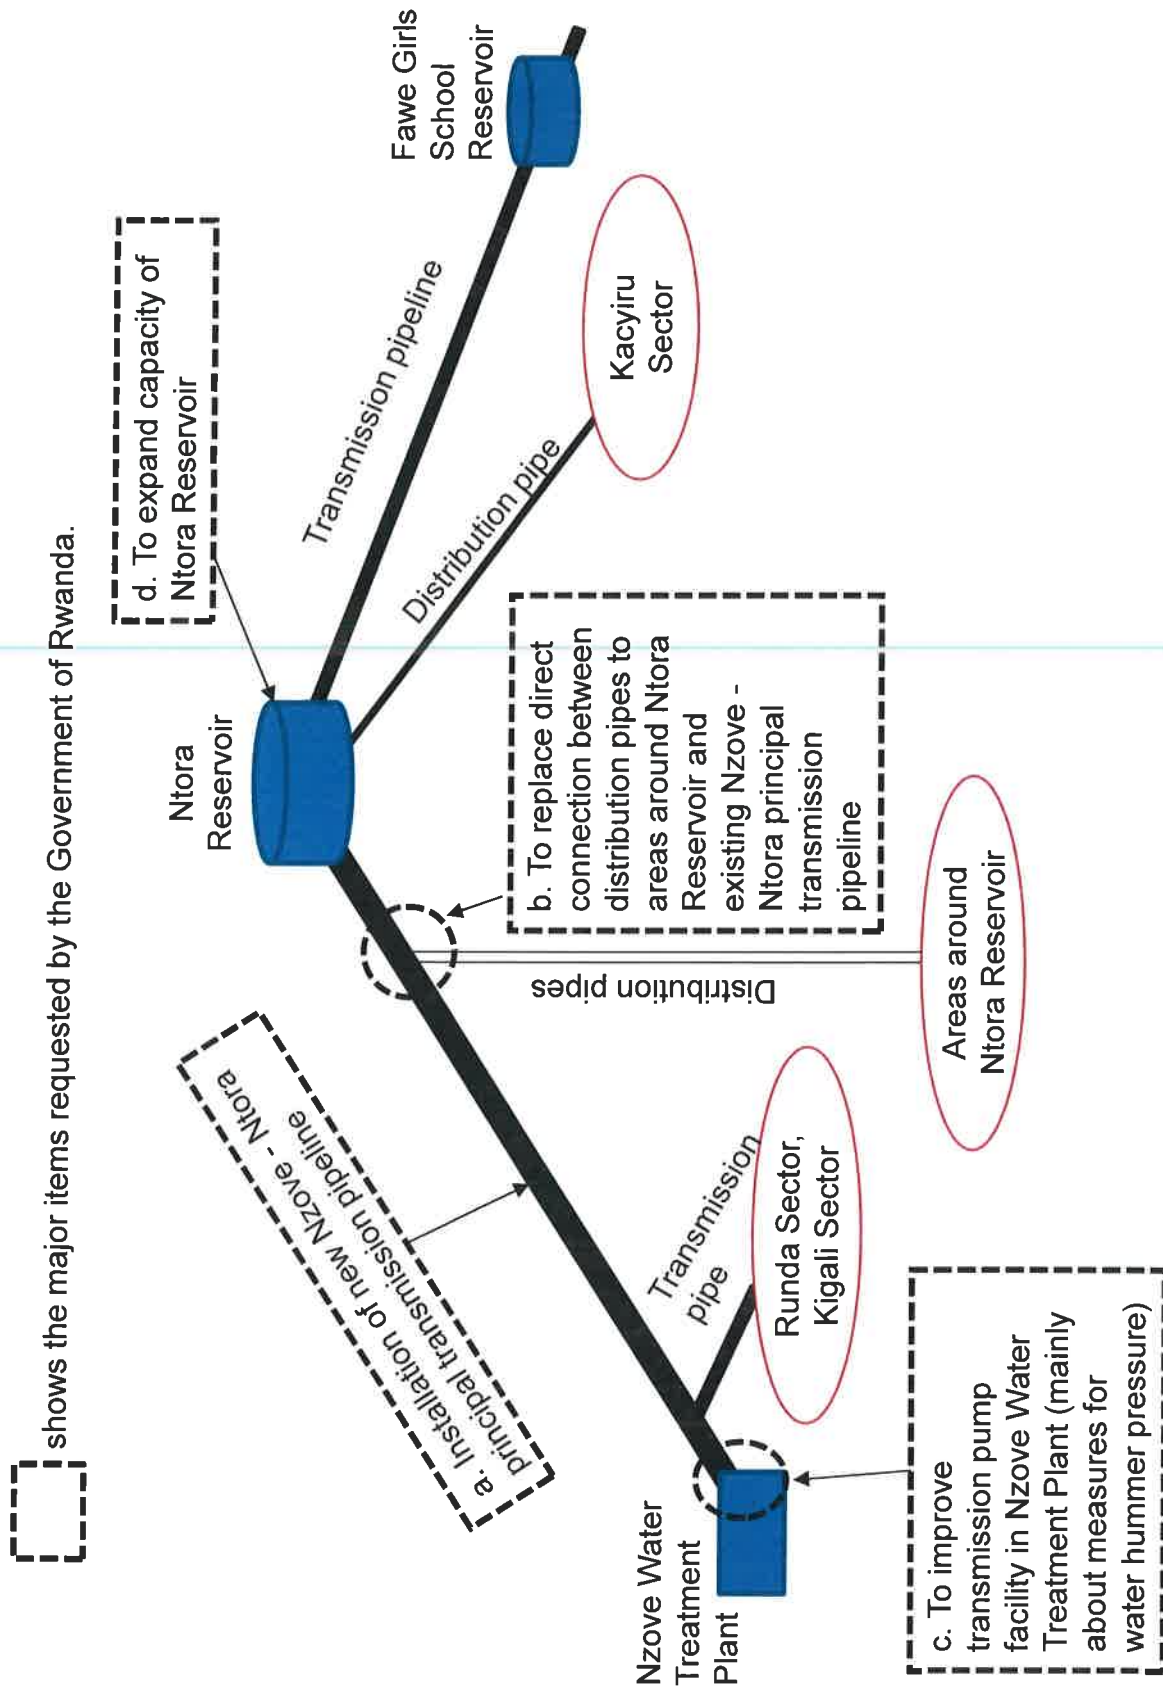 shows the major items requested by the Government of Rwanda.
d. To expand capacity of
Ntora Reservoir
Ntora
Reservoir
Fawe Girls
School
Reservoir
Transmission pipeline
Distribution pipe
Kacyiru
Sector
a. Installation of new Nzove - Ntora
principal transmission pipeline
b. To replace direct
connection between
distribution pipes to
areas around Ntora
Reservoir and
existing Nzove -
Ntora principal
transmission
pipeline
Distribution pipes
Areas around
Ntora Reservoir
Transmission
pipe
Runda Sector,
Kigali Sector
Nzove Water
Treatment
Plant
c. To improve
transmission pump
facility in Nzove Water
Treatment Plant (mainly
about measures for
water hummer pressure)